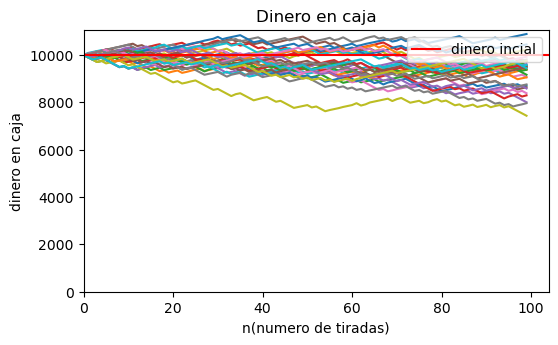 Dinero en caja
dinero incial
dinero en caja
10000
8000
6000
4000
2000
0
0 20 40 60 80 100
n(numero de tiradas)